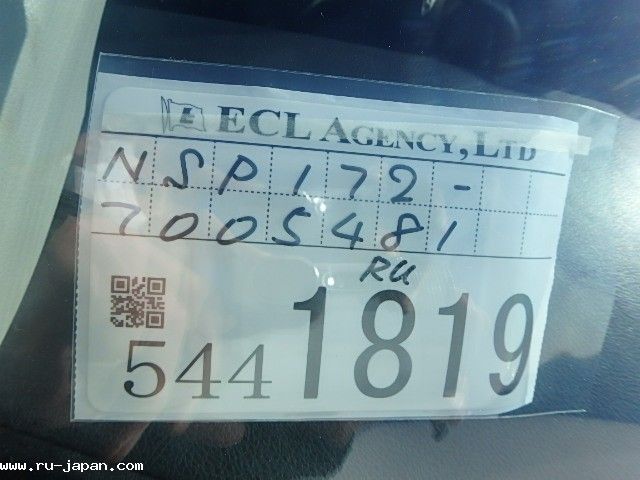 ECL AGENCY, LTD
NSP172-
7005481
RU
5441819
www.ru-japan.com